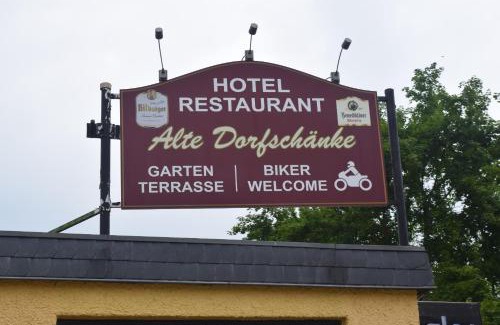 HOTEL
RESTAURANT
Alte Dorfschänke
GARTEN
TERRASSE
BIKER
WELCOME